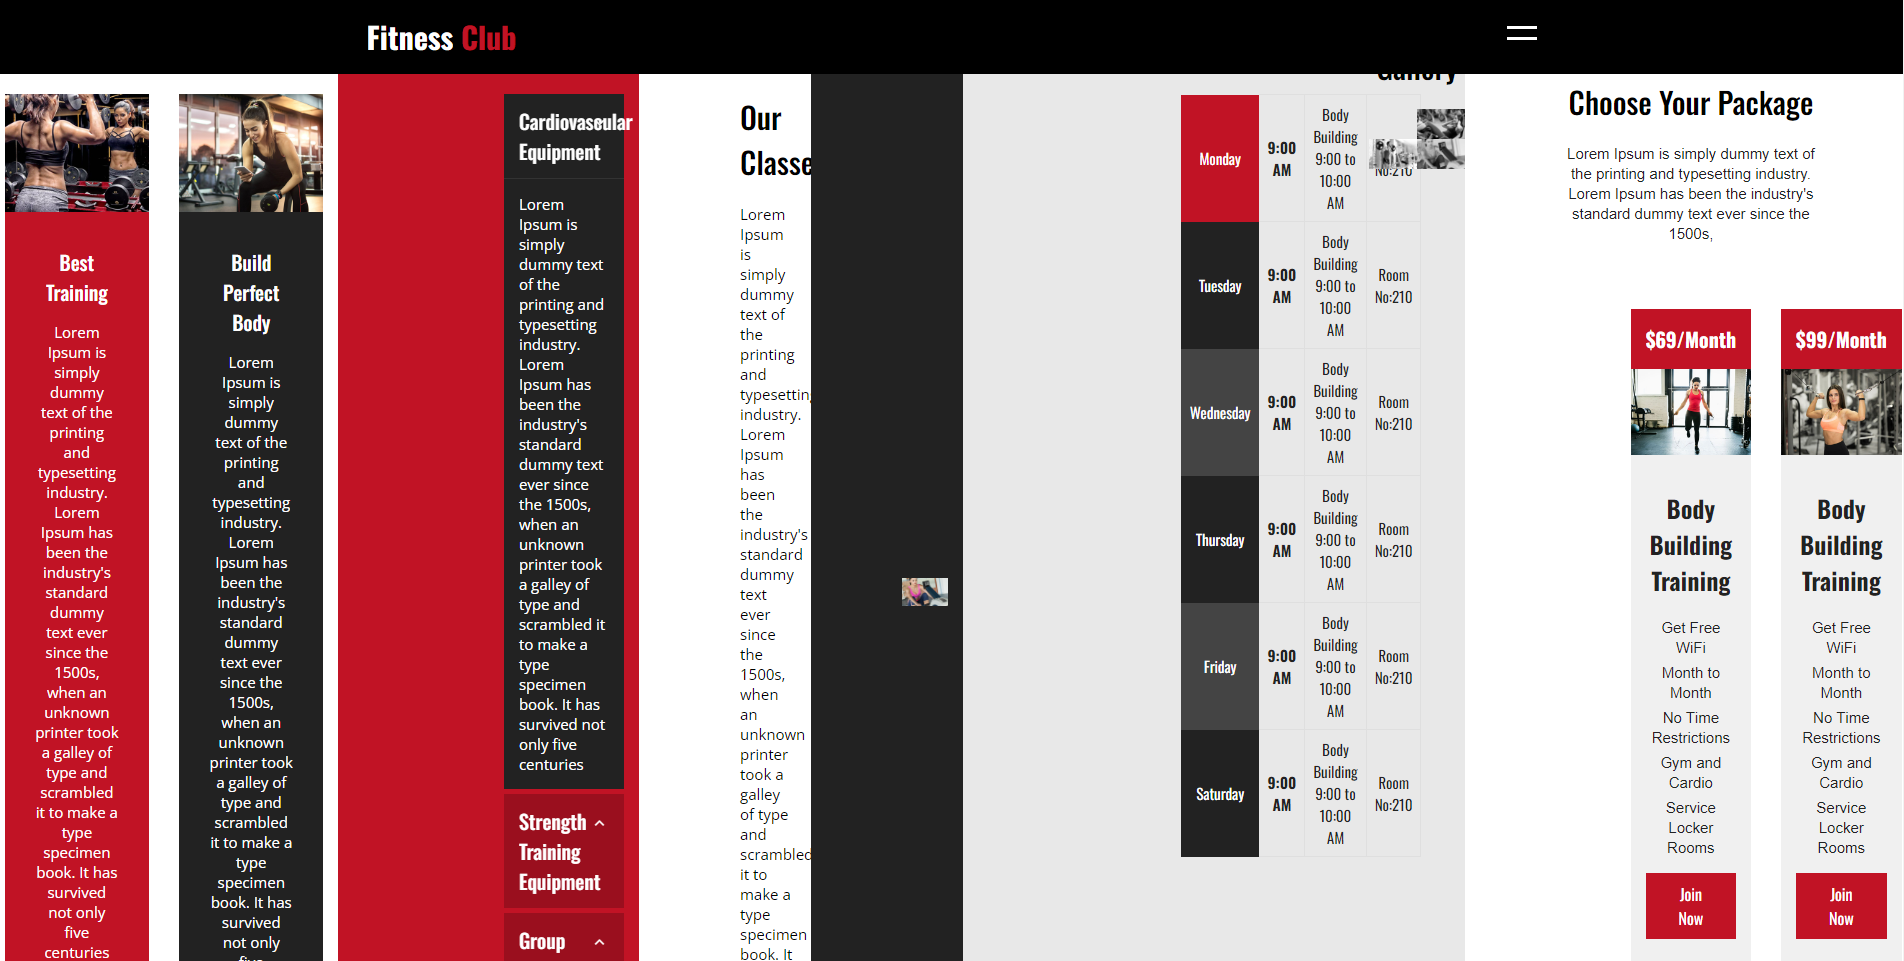 Fitness Club
Best
Training
Lorem
Ipsum is
simply
dummy
text of the
printing
and
typesetting
industry.
Lorem
Ipsum has
been the
industry's
standard
dummy
text ever
since the
1500s,
when an
unknown
printer took
a galley of
type and
scrambled
it to make a
type
specimen
book. It has
survived
not only
five
centuries
Build
Perfect
Body
Lorem
Ipsum is
simply
dummy
text of the
printing
and
typesetting
industry.
Lorem
Ipsum has
been the
industry's
standard
dummy
text ever
since the
1500s,
when an
unknown
printer took
a galley of
type and
scrambled
it to make a
type
specimen
book. It has
survived
not only
five
Cardiovascular
Equipment
Lorem
Ipsum is
simply
dummy text
of the
printing and
typesetting
industry.
Lorem
Ipsum has
been the
industry's
standard
dummy text
ever since
the 1500s,
when an
unknown
printer took
a galley of
type and
scrambled it
to make a
type
specimen
book. It has
survived not
only five
centuries
Strength
Training
Equipment
Group
Our
Classe
Lorem
Ipsum
is
simply
dummy
text of
the
printing
and
typesetting
industry.
Lorem
Ipsum
has
been
the
industry's
standard
dummy
text
ever
since
the
1500s,
when
an
unknown
printer
took a
galley
of type
and
scrambled
it to
make a
type
specimen
book. It
Gallery
Monday
9:00
AM
Body
Building
9:00 to
10:00
AM
No:210
Tuesday
9:00
AM
Body
Building
9:00 to
10:00
AM
Room
No:210
Wednesday
9:00
AM
Body
Building
9:00 to
10:00
AM
Room
No:210
Thursday
9:00
AM
Body
Building
9:00 to
10:00
AM
Room
No:210
Friday
9:00
AM
Body
Building
9:00 to
10:00
AM
Room
No:210
Saturday
9:00
AM
Body
Building
9:00 to
10:00
AM
Room
No:210
Choose Your Package
Lorem Ipsum is simply dummy text of
the printing and typesetting industry.
Lorem Ipsum has been the industry's
standard dummy text ever since the
1500s,
$69/Month
Body
Building
Training
Get Free
WiFi
Month to
Month
No Time
Restrictions
Gym and
Cardio
Service
Locker
Rooms
Join
Now
$99/Month
Body
Building
Training
Get Free
WiFi
Month to
Month
No Time
Restrictions
Gym and
Cardio
Service
Locker
Rooms
Join
Now